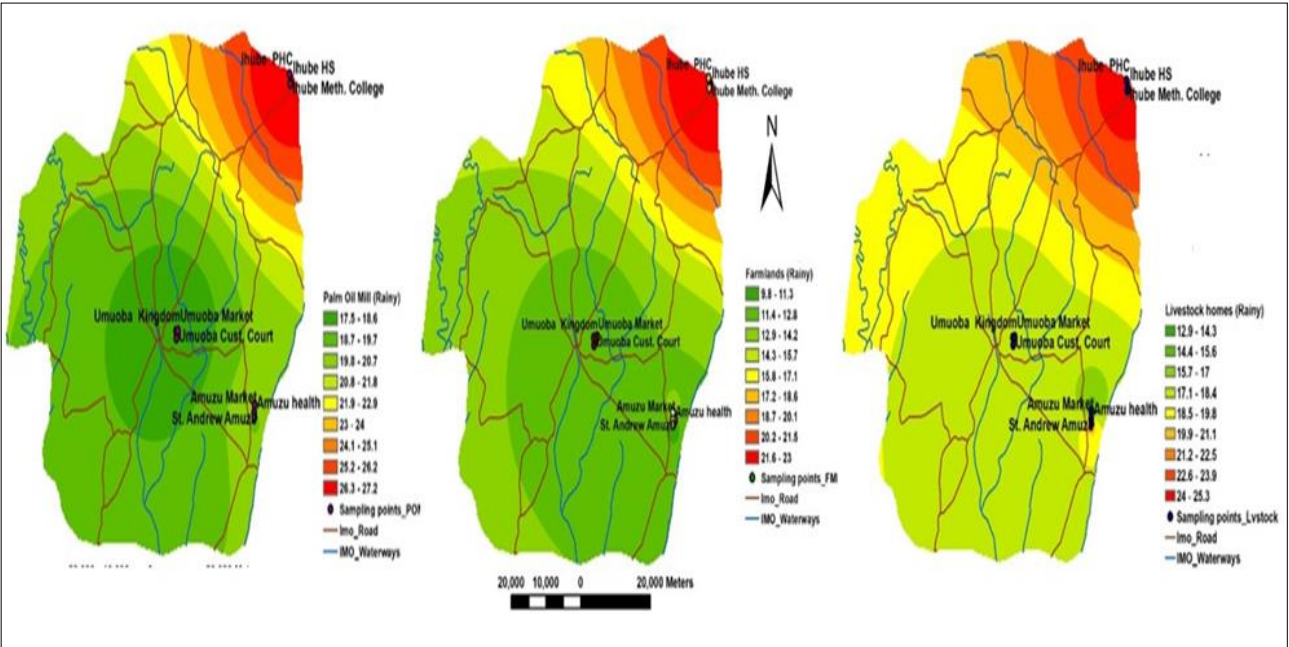 Ihube PHC
Ihube HS
Ihube Meth. College
Umuoba KingdomUmuoba Market
Umuoba Cust. Court
Amuzu Market
Amuzu health
St. Andrew Amuz
Palm Oil Mill (Rainy)
17.5 - 18.6
18.7 - 19.7
19.8 - 20.7
20.8 - 21.8
21.9 - 22.9
23 - 24
24.1 - 25.1
25.2 - 26.2
26.3 - 27.2
Sampling points_POI
Imo_Road
IMO_Waterways
Ihube PHC
Ihube HS
Ihube Meth. College
N
Umuoba KingdomUmuoba Market
Umuoba Cust. Court
Amuzu Market
Amuzu health
St. Andrew Amuz
Farmlands (Rainy)
9.8 - 11.3
11.4 - 12.8
12.9 - 14.2
14.3 - 15.7
15.8 - 17.1
17.2 - 18.6
18.7 - 20.1
20.2 - 21.5
21.6 - 23
Sampling points_FM
Imo_Road
IMO_Waterways
20,000 10,000 0 20,000 Meters
Ihube PHC
Ihube HS
Ihube Meth. College
Umuoba KingdomUmuoba Market
Umuoba Cust. Court
Amuzu Market
Amuzu health
St. Andrew Amuz
Livestock homes (Rainy)
12.9 - 14.3
14.4 - 15.6
15.7 - 17
17.1 - 18.4
18.5 - 19.8
19.9 - 21.1
21.2 - 22.5
22.6 - 23.9
24 - 25.3
Sampling points_Lvstock
Imo_Road
IMO_Waterways